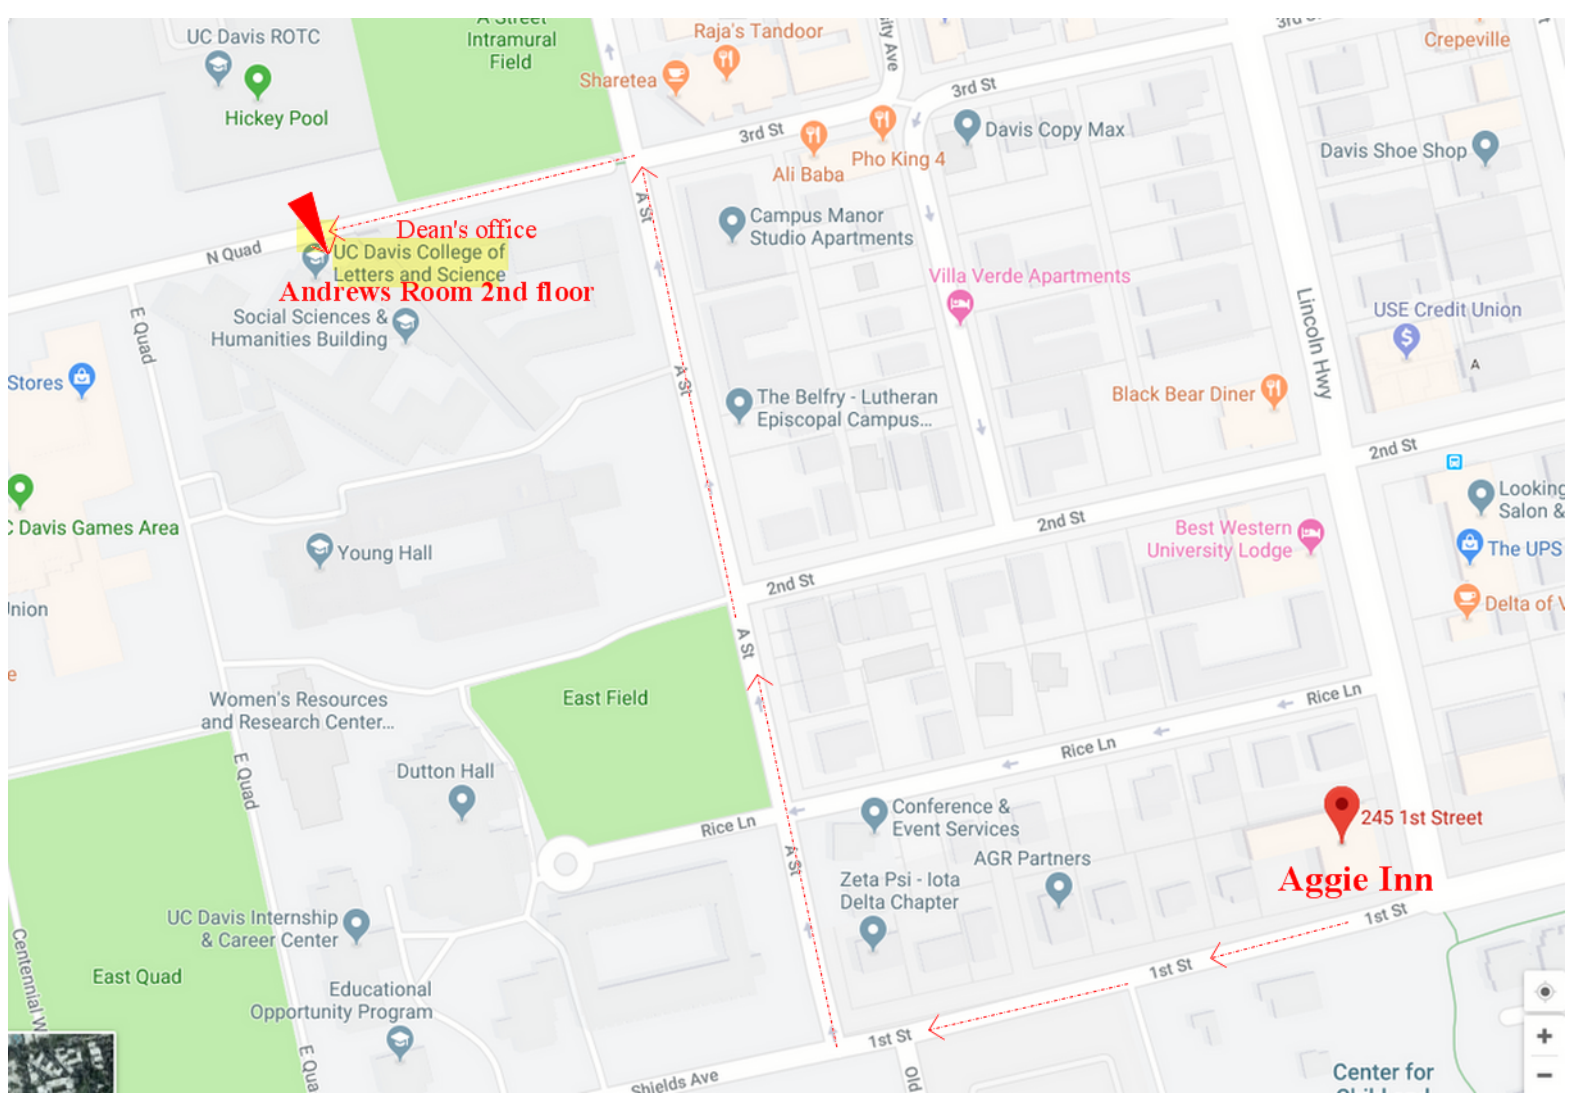 A Street
Intramural
Field
UC Davis ROTC
Hickey Pool
Raja's Tandoor
Sharetea
3rd St
Crepeville
3rd St
3rd St
Ali Baba
Pho King 4
Davis Copy Max
Davis Shoe Shop
A St
Campus Manor
Studio Apartments
N Quad
Dean's office
UC Davis College of
Letters and Science
Andrews Room 2nd floor
Social Sciences &
Humanities Building
E Quad
Villa Verde Apartments
Lincoln Hwy
USE Credit Union
A
Stores
A St
The Belfry - Lutheran
Episcopal Campus...
Black Bear Diner
2nd St
Davis Games Area
Young Hall
2nd St
Best Western
University Lodge
Looking
Salon &
The UPS
Delta of
2nd St
A St
East Field
Women's Resources
and Research Center...
Rice Ln
Rice Ln
E Quad
Dutton Hall
Rice Ln
Conference &
Event Services
AGR Partners
245 1st Street
Aggie Inn
A St
Zeta Psi - Iota
Delta Chapter
UC Davis Internship
& Career Center
1st St
1st St
1st St
East Quad
Centennial W
Educational
Opportunity Program
E Qua
Shields Ave
Old
Center for